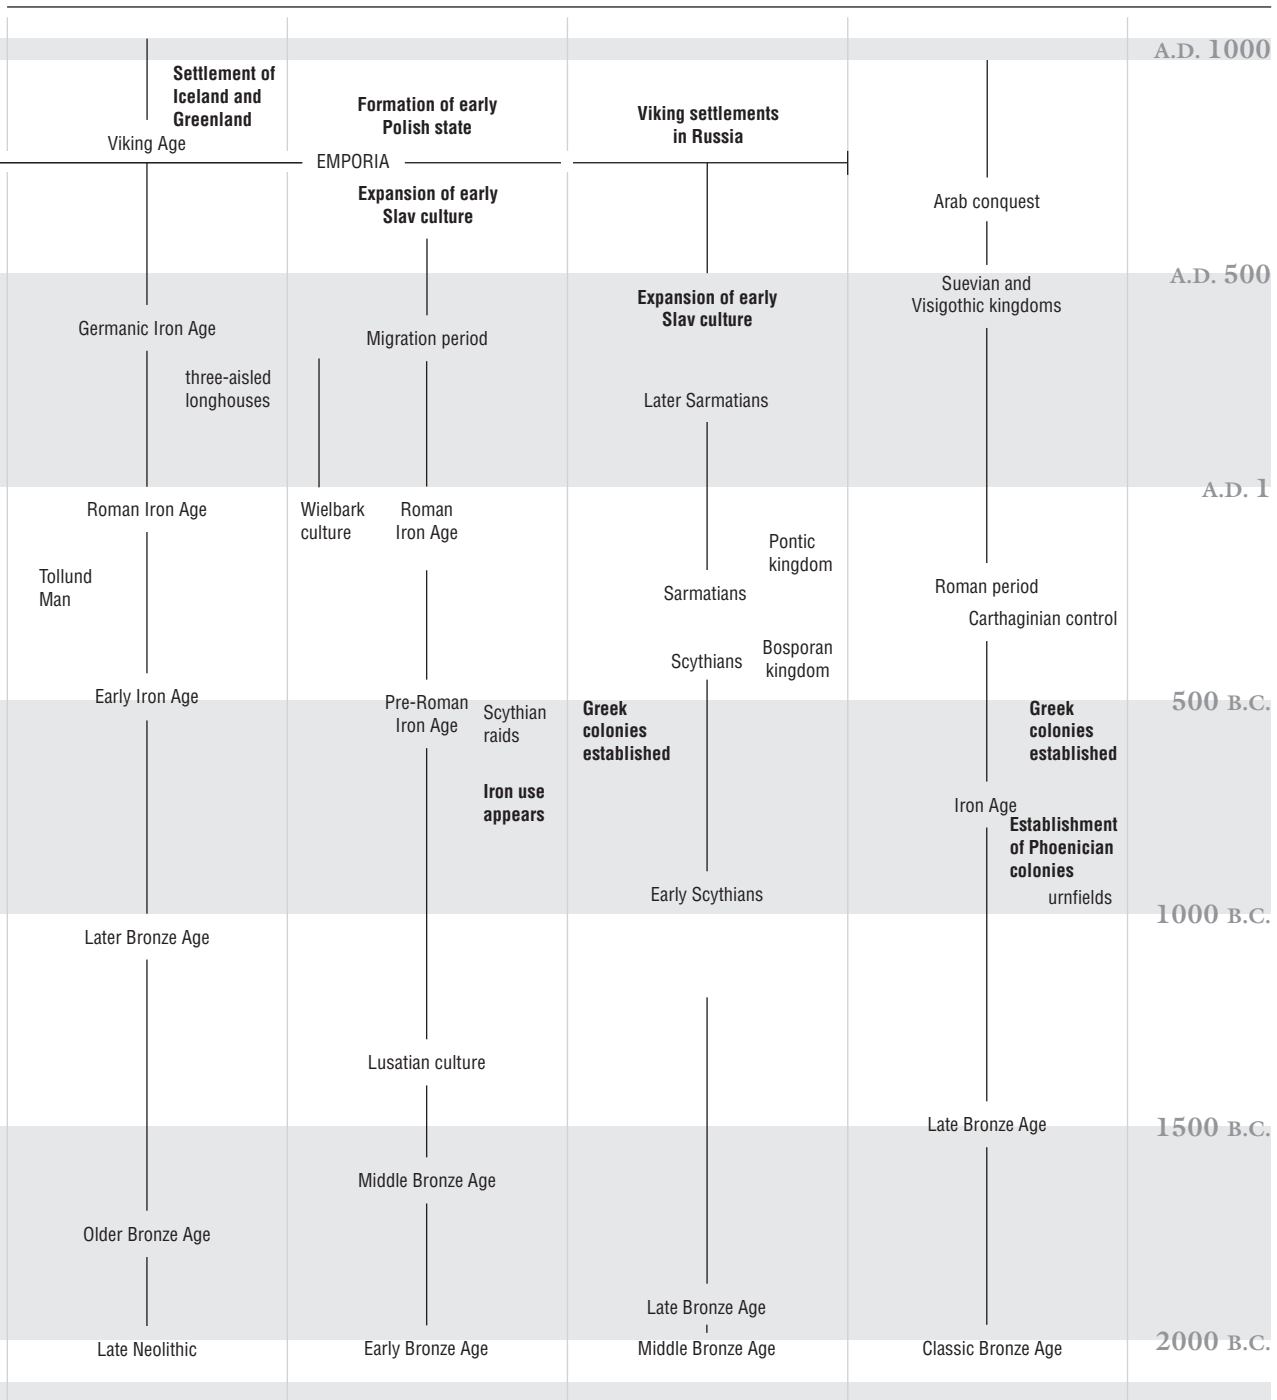 A.D. 1000
Settlement of
Iceland and
Greenland
Viking Age
Formation of early
Polish state
Viking settlements
in Russia
EMPORIA
Expansion of early
Slav culture
Arab conquest
A.D. 500
Suevian and
Visigothic kingdoms
Expansion of early
Slav culture
Germanic Iron Age
Migration period
three-aisled
longhouses
Later Sarmatians
A.D. 1
Roman Iron Age
Wielbark
culture
Roman
Iron Age
Pontic
kingdom
Tollund
Man
Sarmatians
Roman period
Carthaginian control
Scythians
Bosporan
kingdom
Early Iron Age
500 B.C.
Pre-Roman
Iron Age
Scythian
raids
Greek
colonies
established
Greek
colonies
established
Iron use
appears
Iron Age
Establishment
of Phoenician
colonies
Early Scythians
urnfields
1000 B.C.
Later Bronze Age
Lusatian culture
Late Bronze Age
1500 B.C.
Middle Bronze Age
Older Bronze Age
Late Bronze Age
Late Neolithic
Early Bronze Age
Middle Bronze Age
Classic Bronze Age
2000 B.C.